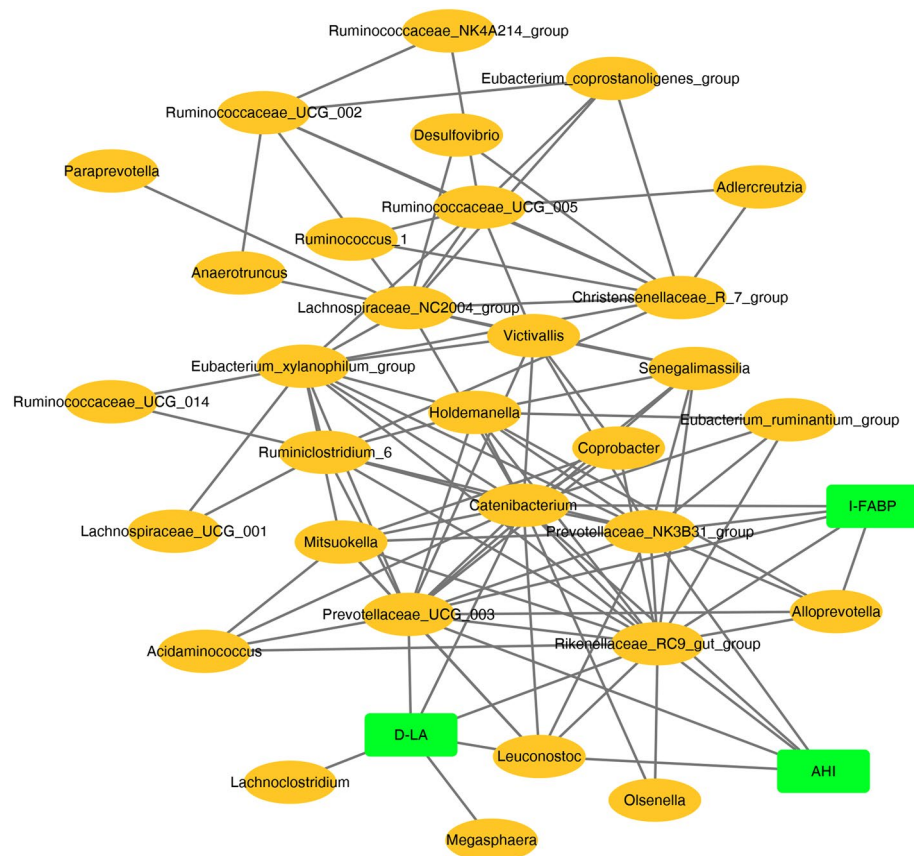 Ruminococcaceae_NK4A214_group
Eubacterium_coprostanoligenes_group
Ruminococcaceae_UCG_002
Desulfovibrio
Paraprevotella
Adlercreutzia
Ruminococcaceae_UCG_005
Ruminococcus_1
Anaerotruncus
Christensenellaceae_R_7_group
Lachnospiraceae_NC2004_group
Victivallis
Eubacterium_xylanophilum_group
Senegalimassilia
Ruminococcaceae_UCG_014
Holdemanella
Eubacterium_ruminantium_group
Coprobacter
Ruminiclostridium_6
Catenibacterium
I-FABP
Lachnospiraceae_UCG_001
Prevotellaceae_NK3B31_group
Mitsuokella
Prevotellaceae_UCG_003
Alloprevotella
Rikenellaceae_RC9_gut_group
Acidaminococcus
D-LA
Leuconostoc
AHI
Lachnoclostridium
Olsenella
Megasphaera